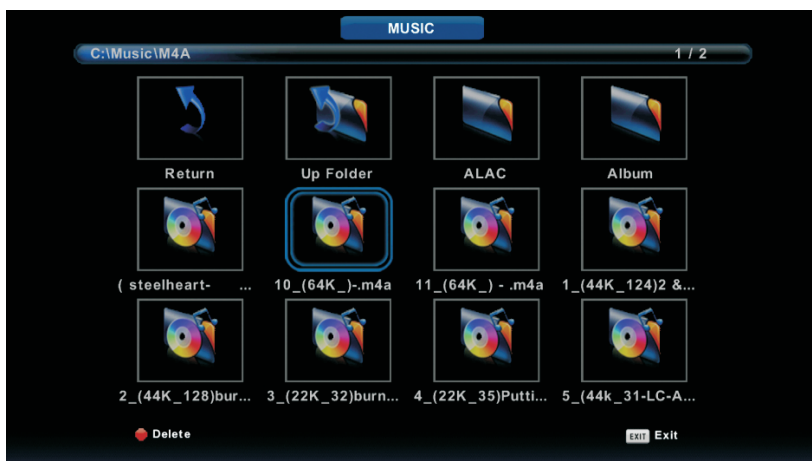 MUSIC
C:\Music\M4A 1 / 2
Return Up Folder ALAC Album
( steelheart- ... 10_(64K_)-.m4a 11_(64K_) - .m4a 1_(44K_124)2 &...
2_(44K_128)bur... 3_(22K_32)burn... 4_(22K_35)Putti... 5_(44k_31-LC-A...
Delete EXIT Exit